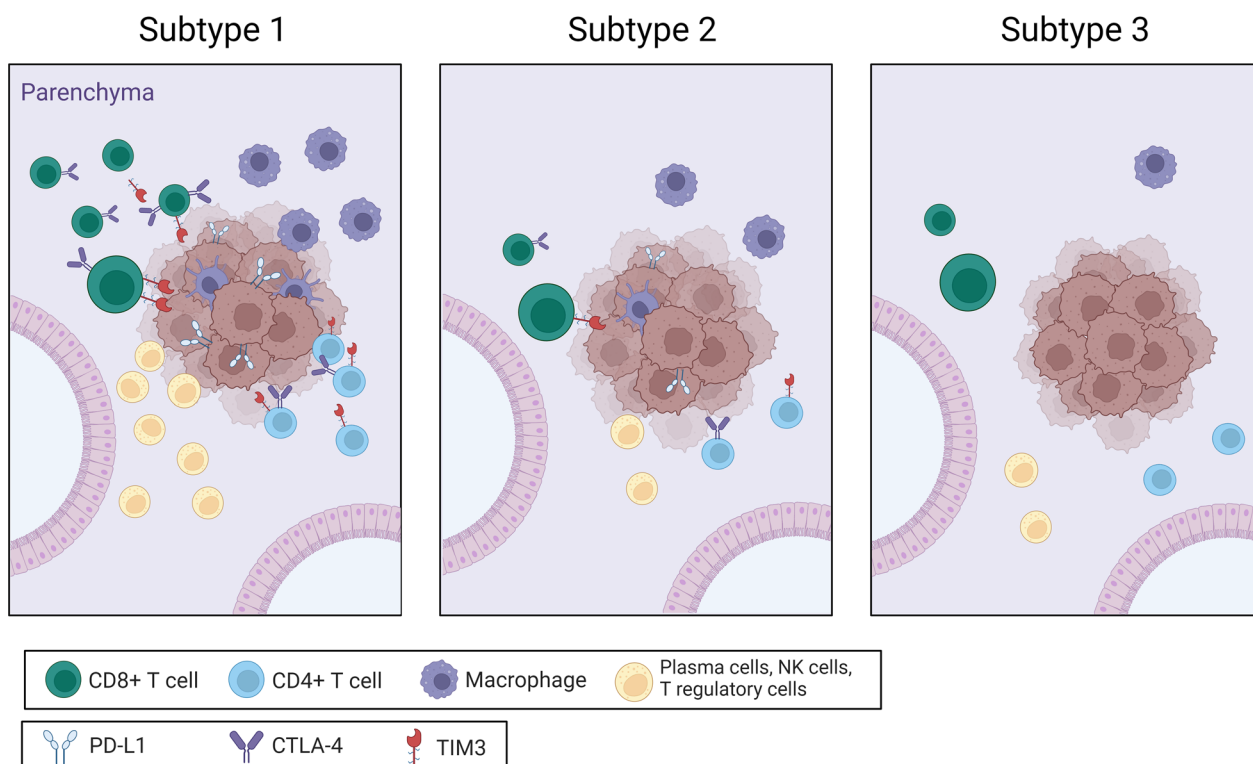 Subtype 1
Subtype 2
Subtype 3
Parenchyma
CD8+ T cell
CD4+ T cell
Macrophage
Plasma cells, NK cells,
T regulatory cells
PD-L1
CTLA-4
TIM3